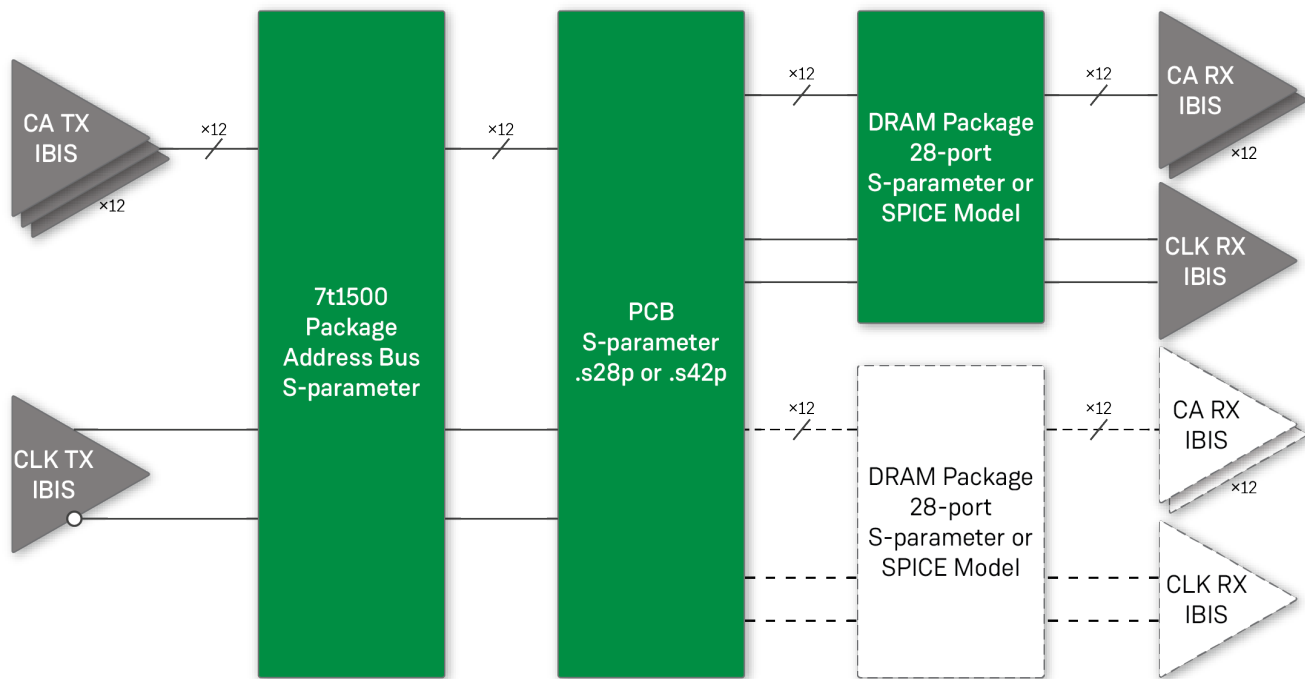 CA TX
IBIS
×12
×12
7t1500
Package
Address Bus
S-parameter
×12
PCB
S-parameter
.s28p or .s42p
×12
DRAM Package
28-port
S-parameter or
SPICE Model
×12
CA RX
IBIS
×12
CLK RX
IBIS
CLK TX
IBIS
×12
DRAM Package
28-port
S-parameter or
SPICE Model
×12
CA RX
IBIS
×12
CLK RX
IBIS